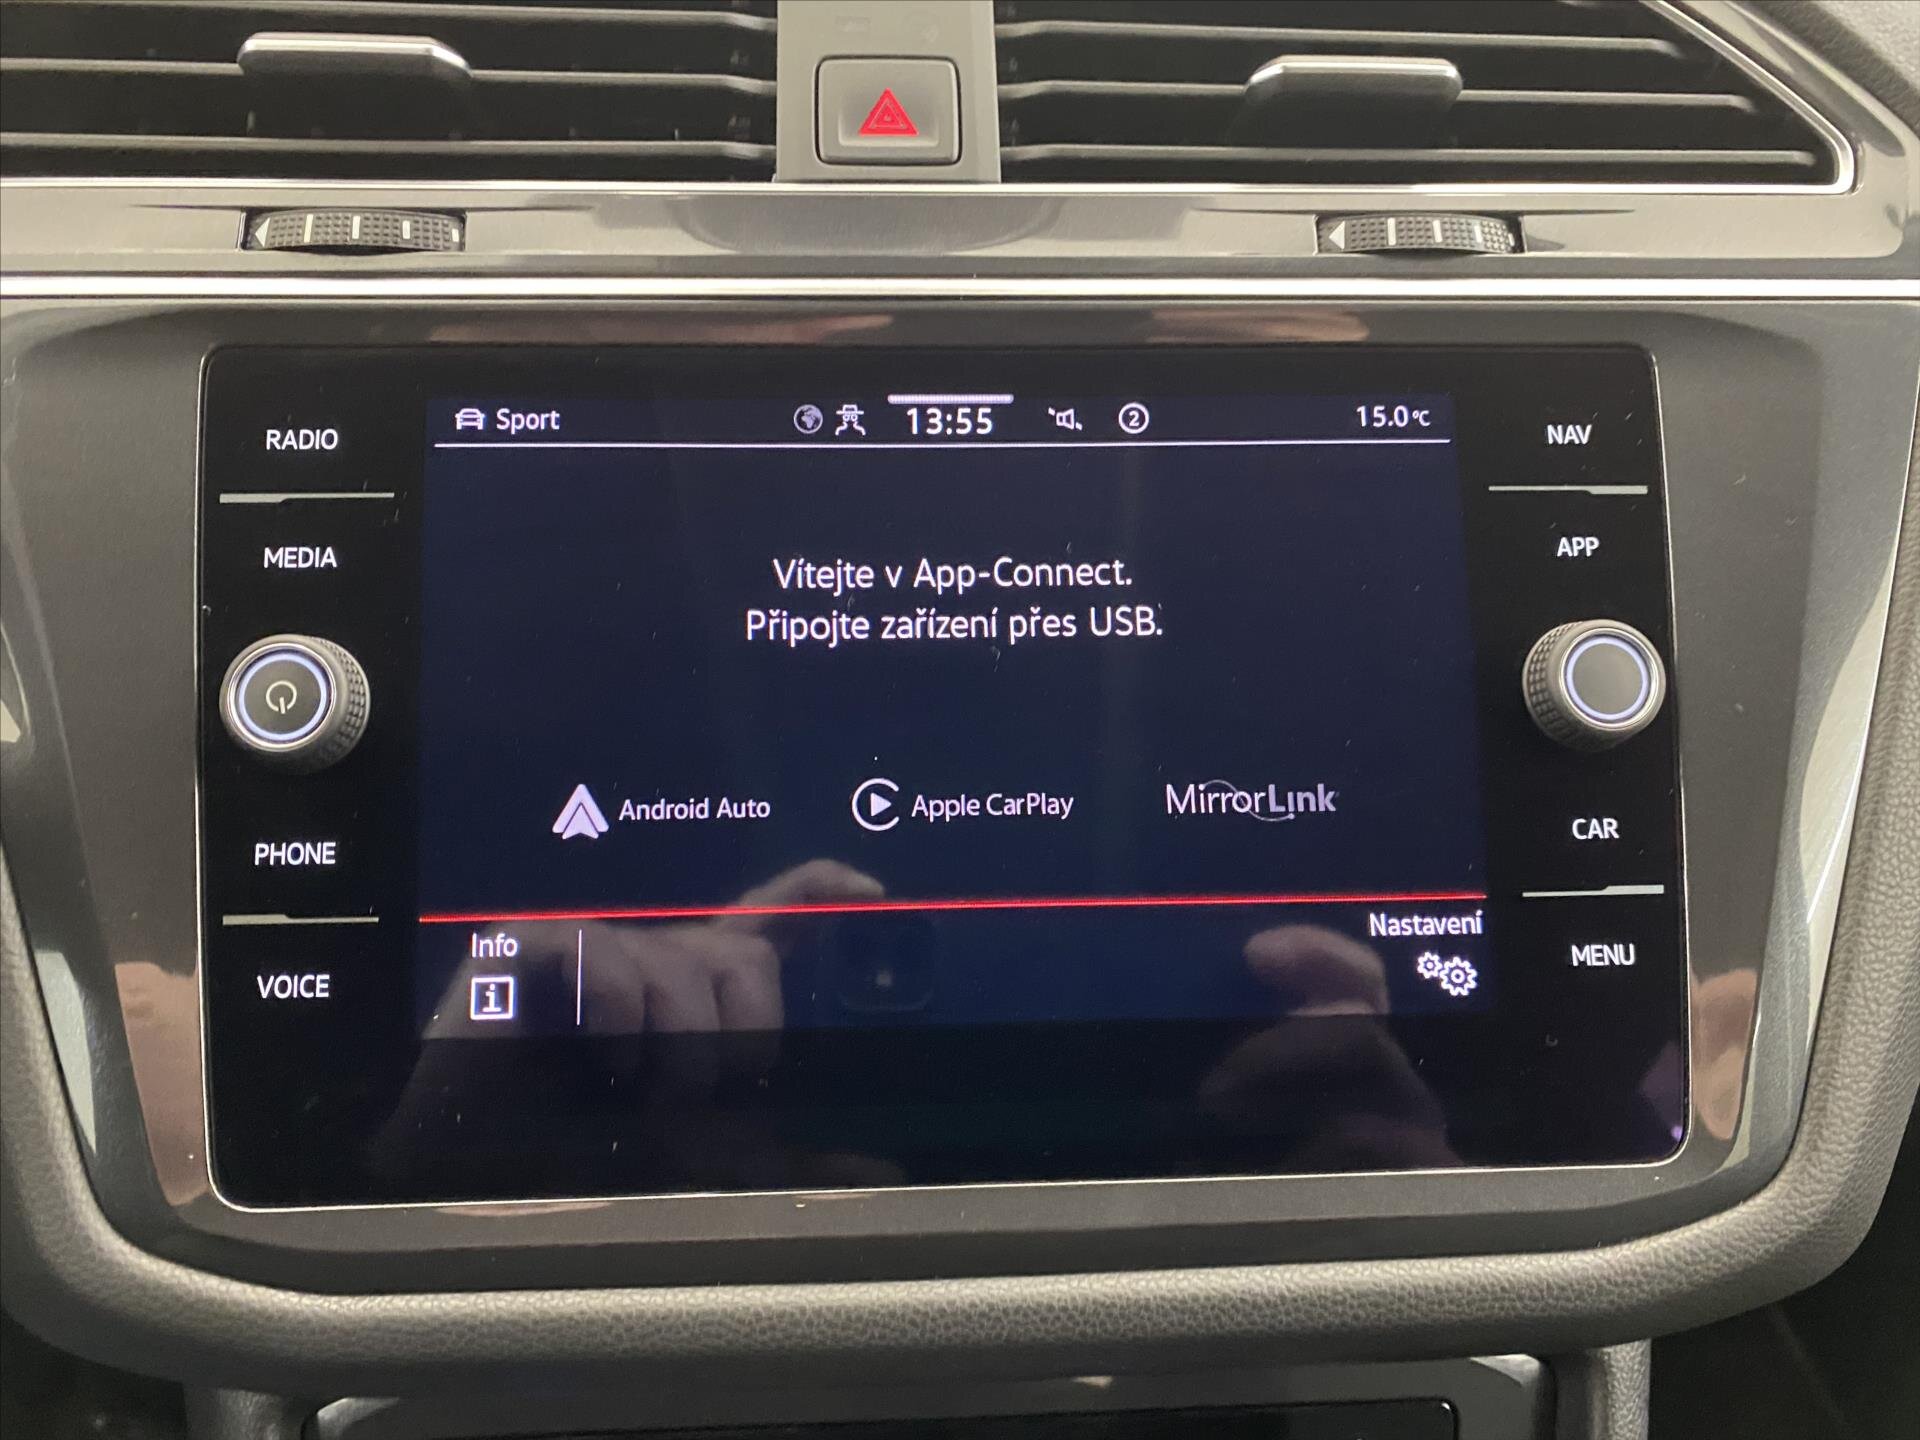 RADIO
MEDIA
PHONE
VOICE
Sport
13:55
2
15.0°C
Vítejte v App-Connect.
Připojte zařízení přes USB.
Android Auto
Apple CarPlay
MirrorLink
Info
i
Nastavení
NAV
APP
CAR
MENU